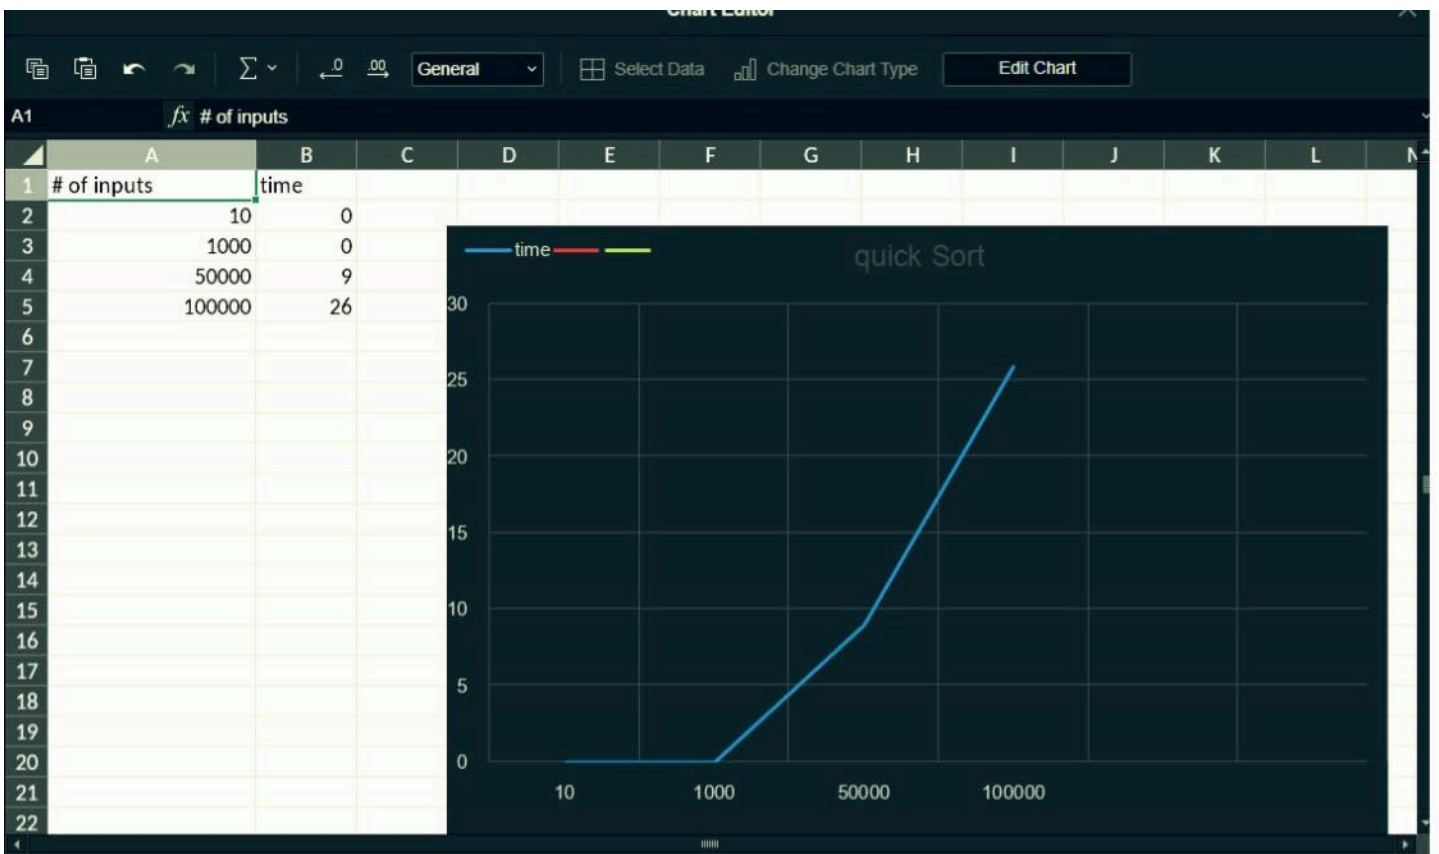 Chart Editor
General Select Data Change Chart Type Edit Chart
A1 fx # of inputs
A B C D E F G H I J K L
1 # of inputs time
2 10 0
3 1000 0
4 50000 9
5 100000 26
6
7
8
9
10
11
12
13
14
15
16
17
18
19
20
21
22
time
quick Sort
30
25
20
15
10
5
0
10 1000 50000 100000